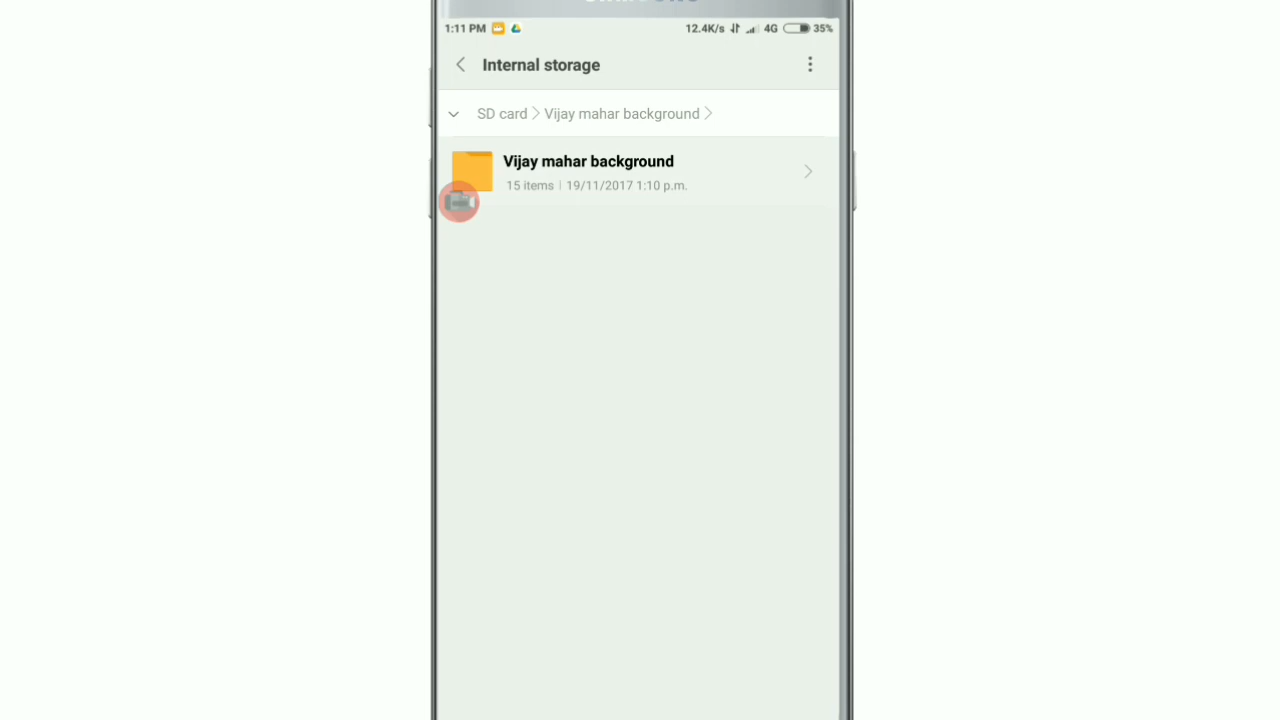 1:11 PM 12.4K/s 4G 35%
Internal storage
SD card Vijay mahar background
Vijay mahar background
15 items 19/11/2017 1:10 p.m.